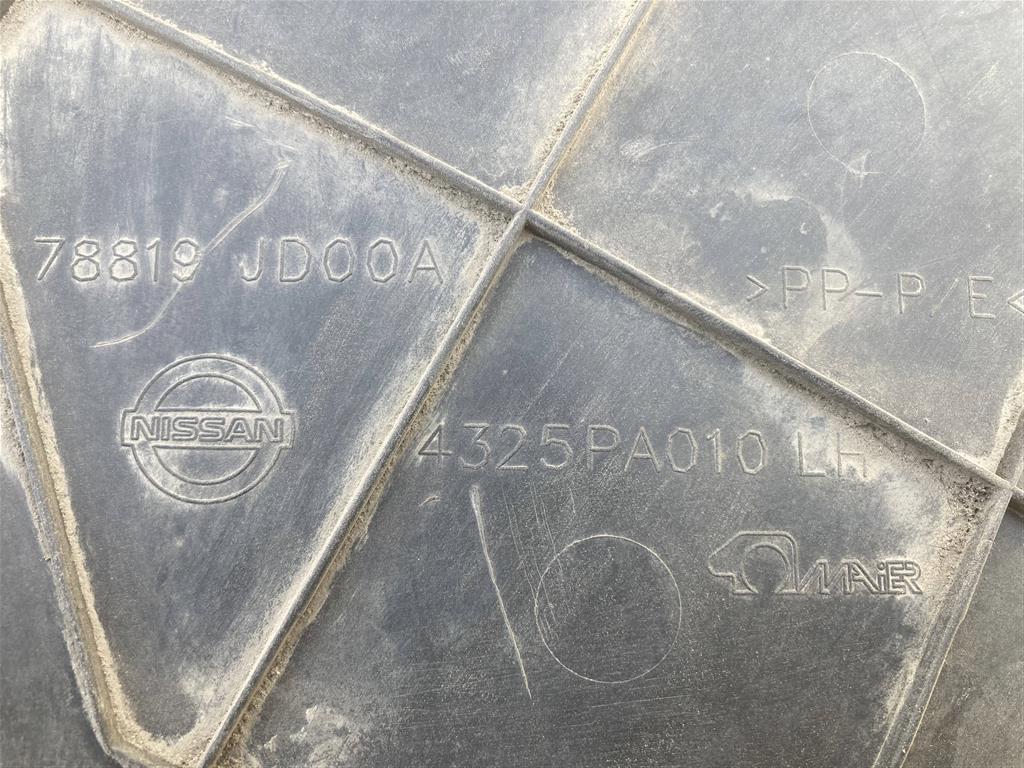 78819 JD00A
NISSAN
>PP-P/E<
4325PA010 LH
MAIER